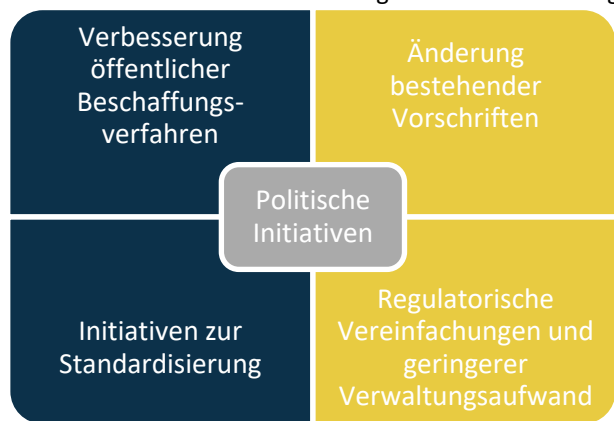 Verbesserung
öffentlicher
Beschaffungs-
verfahren
Änderung
bestehender
Vorschriften
Politische
Initiativen
Initiativen zur
Standardisierung
Regulatorische
Vereinfachungen und
geringerer
Verwaltungsaufwand